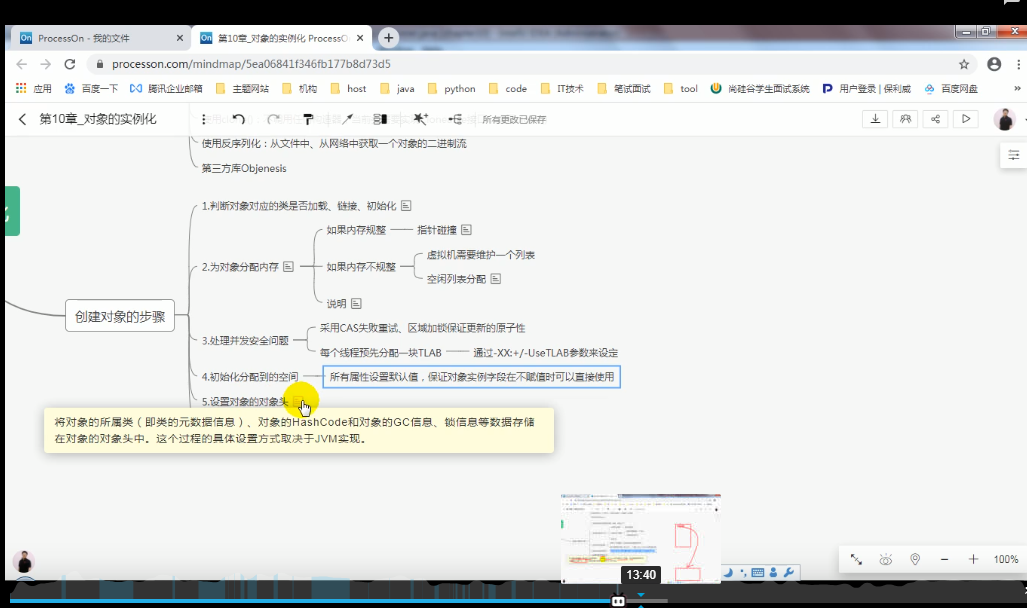 ProcessOn - 我的文件
第10章_对象的实例化 ProcessO
processon.com/mindmap/5ea06841f346fb177b8d73d5
应用 百度一下 腾讯企业邮箱 主题网站 机构 host java python code IT技术 笔试面试 tool 尚硅谷学生面试系统 用户登录 | 保利威 百度网盘 »
第10章_对象的实例化
所有更改已保存
使用反序列化：从文件中、从网络中获取一个对象的二进制流
第三方库Objenesis
1.判断对象对应的类是否加载、链接、初始化
如果内存规整
指针碰撞
2.为对象分配内存
如果内存不规整
虚拟机需要维护一个列表
空闲列表分配
说明
创建对象的步骤
3.处理并发安全问题
采用CAS失败重试、区域加锁保证更新的原子性
每个线程预先分配一块TLAB
通过-XX:+/-UseTLAB参数来设定
4.初始化分配到的空间
所有属性设置默认值，保证对象实例字段在不赋值时可以直接使用
5.设置对象的对象头
将对象的所属类（即类的元数据信息）、对象的HashCode和对象的GC信息、锁信息等数据存储
在对象的对象头中。这个过程的具体设置方式取决于JVM实现。
100%
13:40